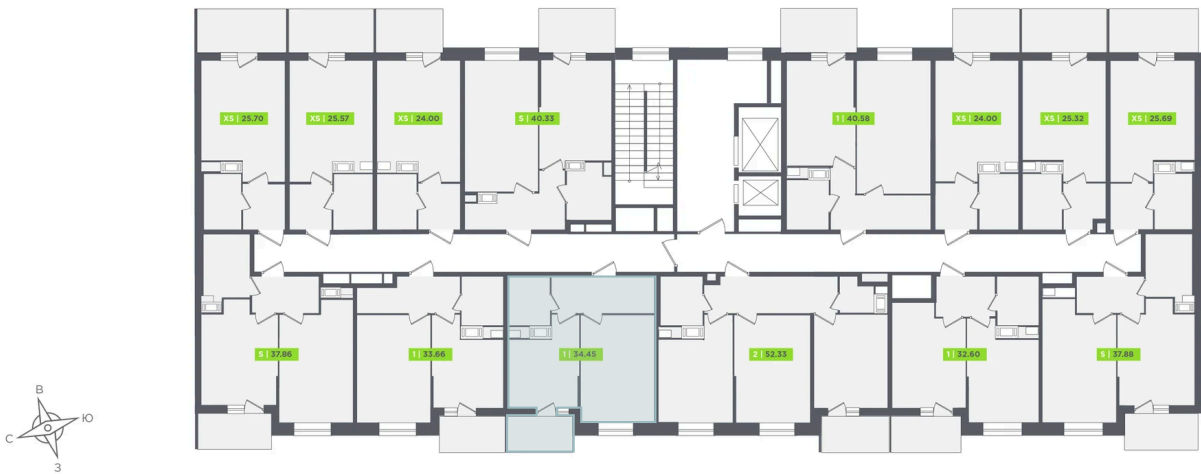 XS | 25.70
XS | 25.57
XS | 24.00
S | 40.33
1 | 40.58
XS | 24.00
XS | 25.32
XS | 25.69
S | 37.86
1 | 33.66
1 | 34.45
2 | 52.33
1 | 32.60
S | 37.88
В
Ю
С
З